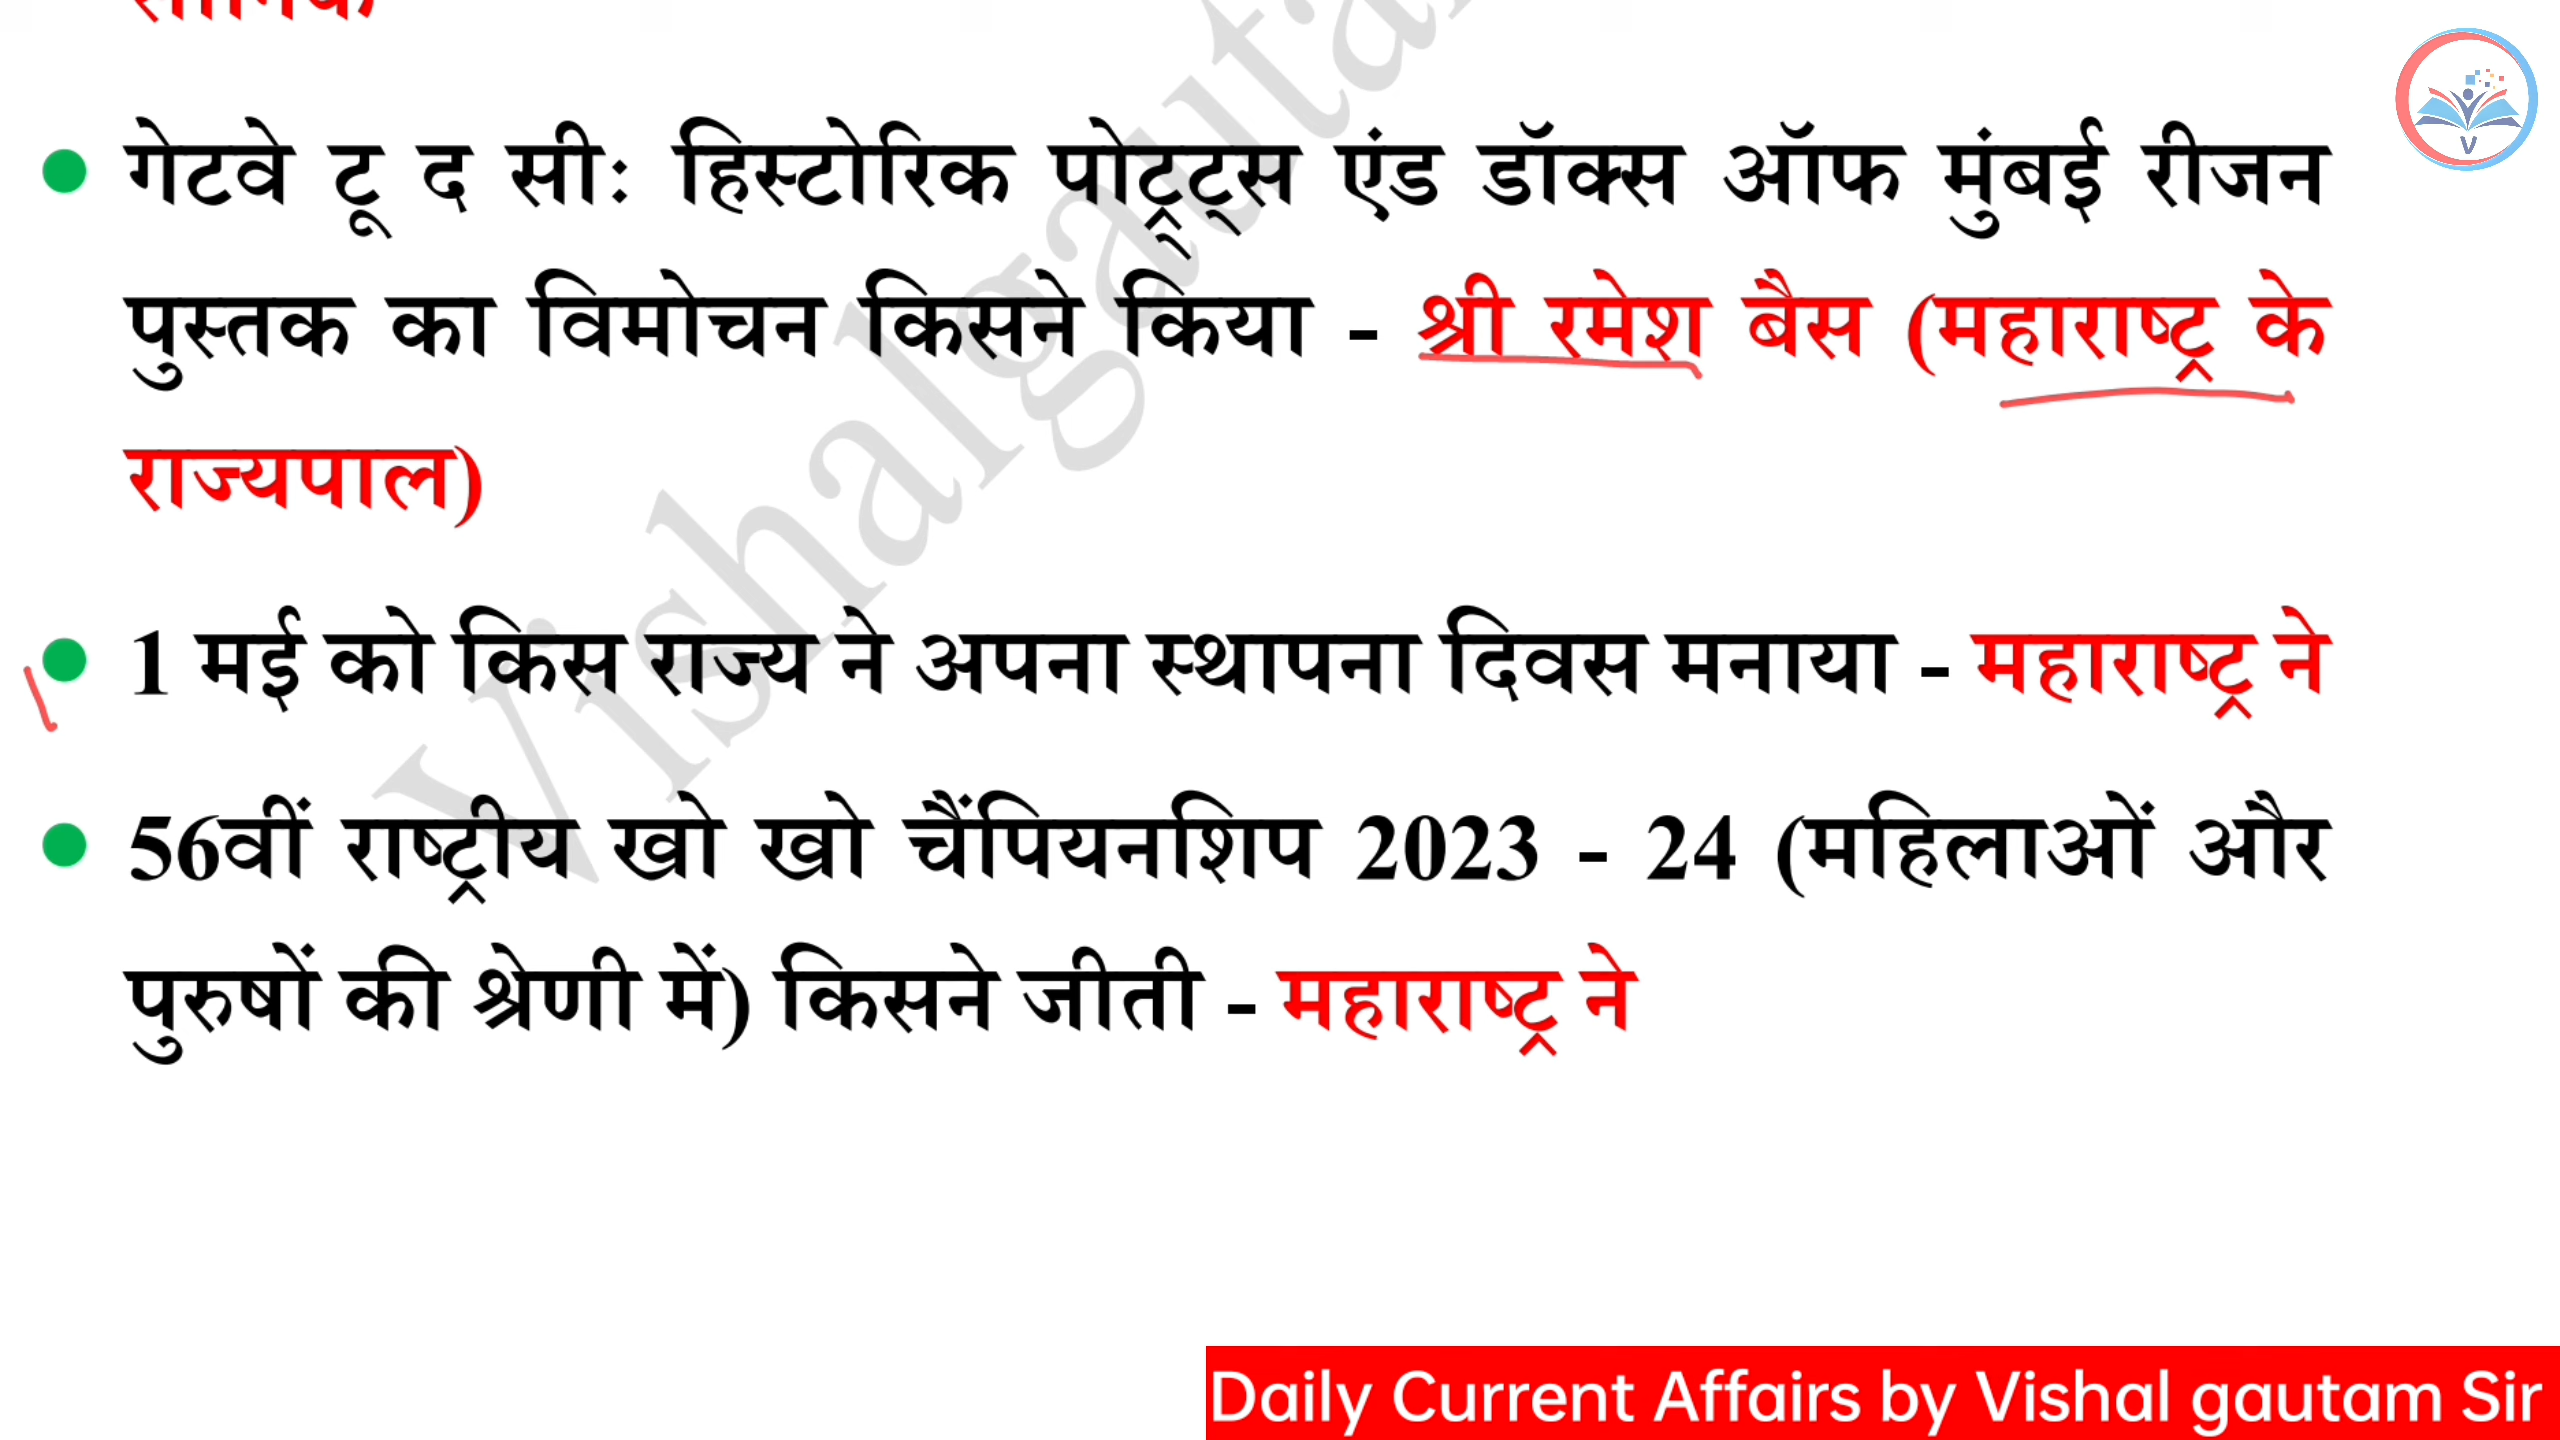 गेटवे टू द सीः हिस्टोरिक पोट्र्ट्स एंड डॉक्स ऑफ मुंबई रीजन
पुस्तक का विमोचन किसने किया - श्री रमेश बैस (महाराष्ट्र के
राज्यपाल)
1 मई को किस राज्य ने अपना स्थापना दिवस मनाया - महाराष्ट्र ने
56वीं राष्ट्रीय खो खो चैंपियनशिप 2023 - 24 (महिलाओं और
पुरुषों की श्रेणी में) किसने जीती - महाराष्ट्र ने
Vishalgauta
V
Daily Current Affairs by Vishal gautam Sir